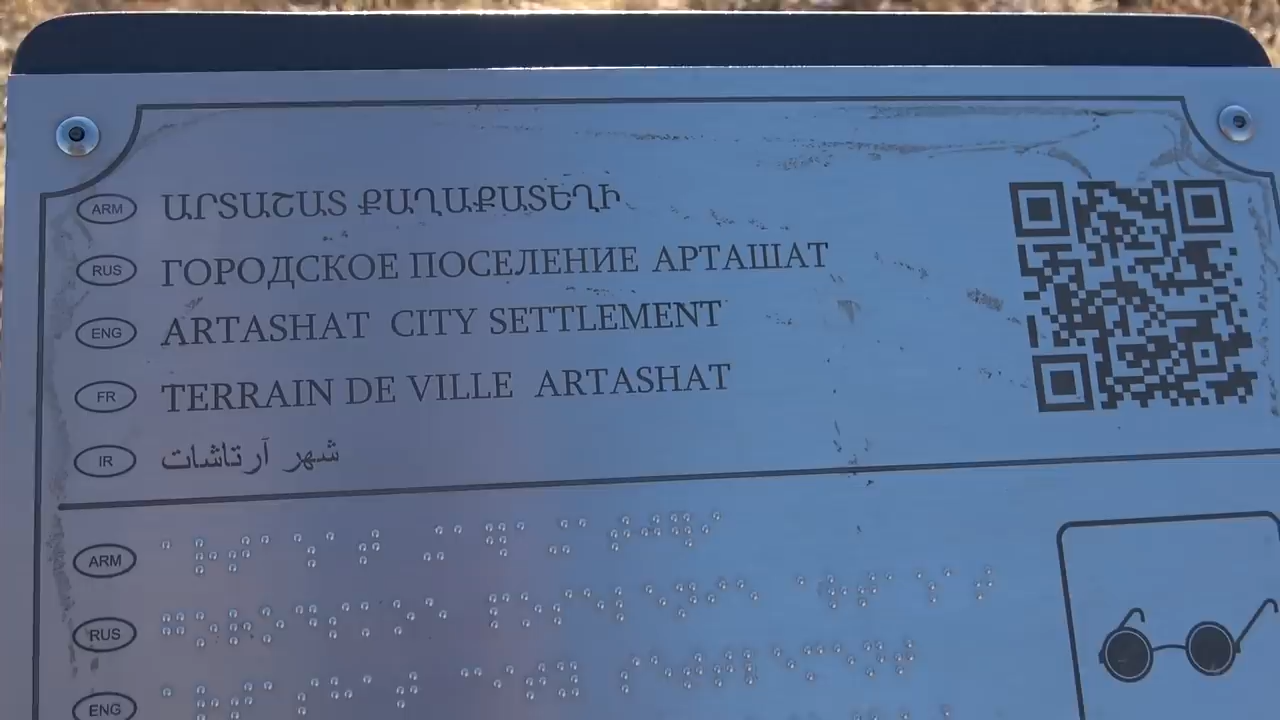 ARM ԱՐՏԱՇԱՏ ՔԱՂԱՔԱՏԵՂԻ
RUS ГОРОДСКОЕ ПОСЕЛЕНИЕ АРТАШАТ
ENG ARTASHAT CITY SETTLEMENT
FR TERRAIN DE VILLE ARTASHAT
IR شهر آرتاشات
ARM
RUS
ENG